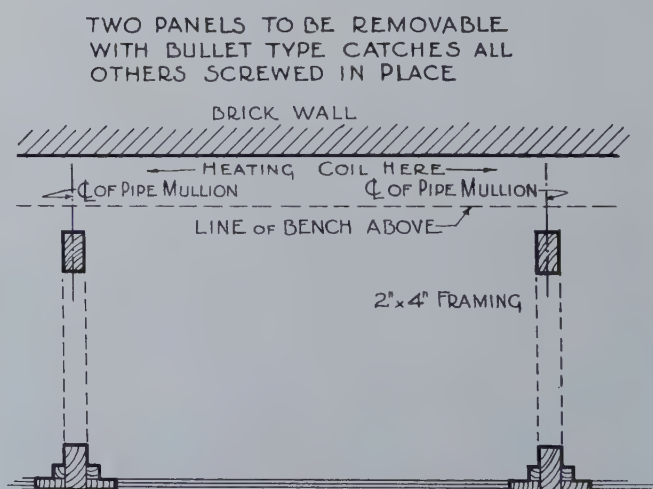 TWO PANELS TO BE REMOVABLE
WITH BULLET TYPE CATCHES ALL
OTHERS SCREWED IN PLACE
BRICK WALL
HEATING COIL HERE
℄ OF PIPE MULLION
℄ OF PIPE MULLION
LINE OF BENCH ABOVE
2"x4" FRAMING